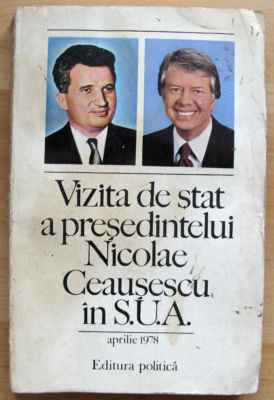 Vizita de stat
a președintelui
Nicolae
Ceaușescu
în S.U.A.
aprilie 1978
Editura politică